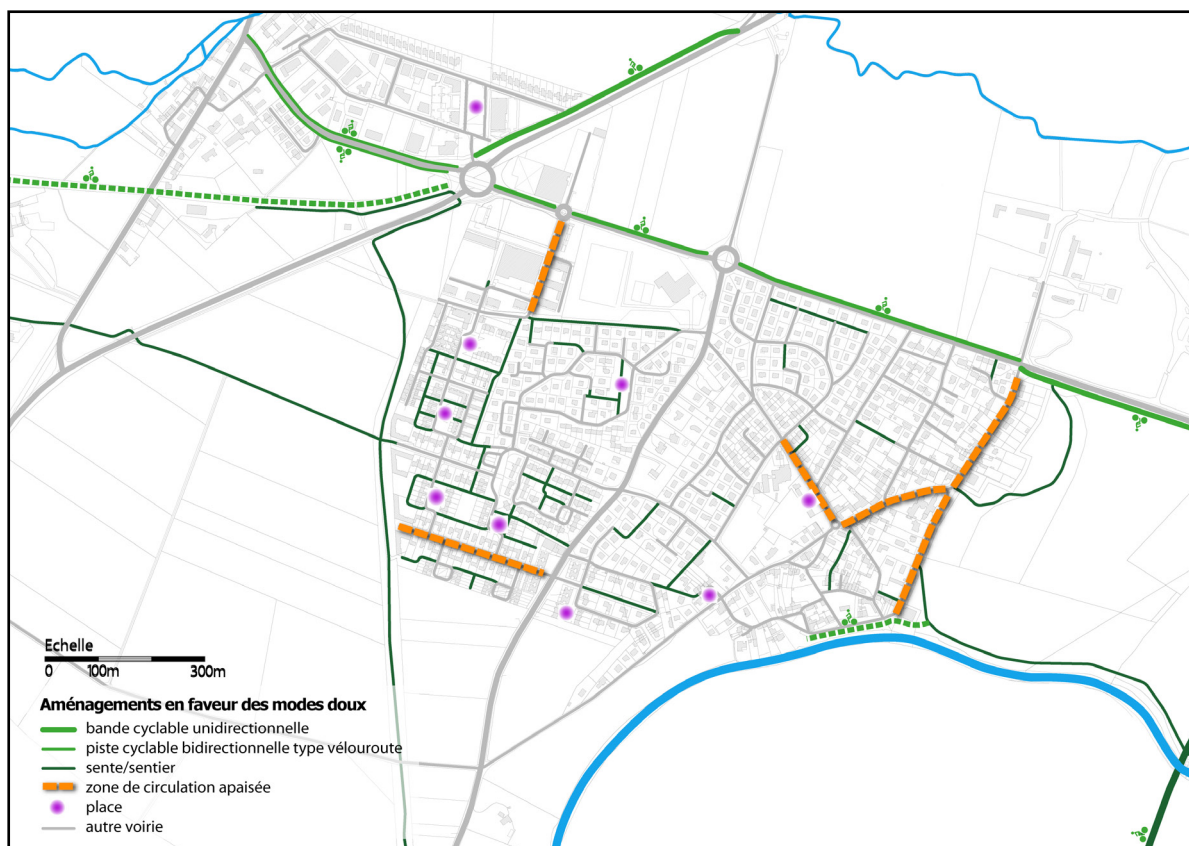 Echelle
0 100m 300m
Aménagements en faveur des modes doux
bande cyclable unidirectionnelle
piste cyclable bidirectionnelle type vélouroute
sente/sentier
zone de circulation apaisée
place
autre voirie